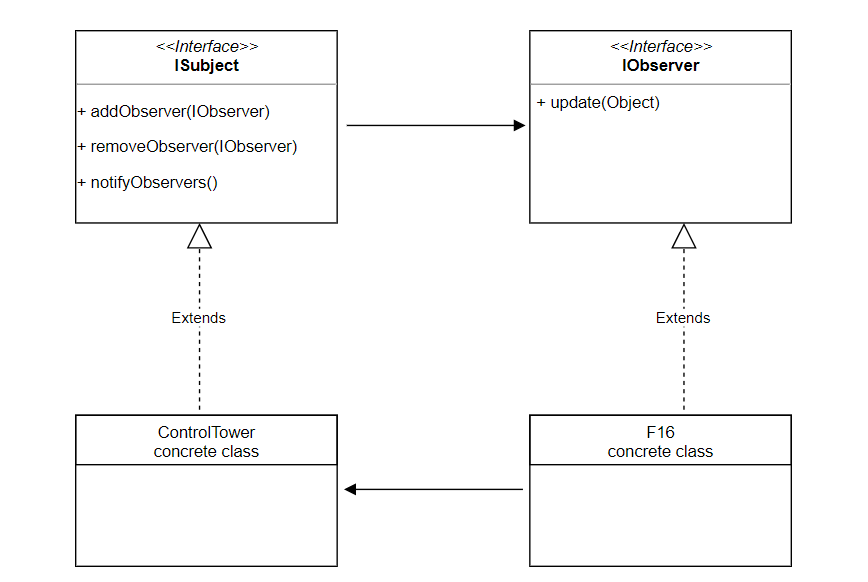 <<Interface>>
ISubject
+ addObserver(IObserver)
+ removeObserver(IObserver)
+ notifyObservers()
<<Interface>>
IObserver
+ update(Object)
Extends
Extends
ControlTower
concrete class
F16
concrete class